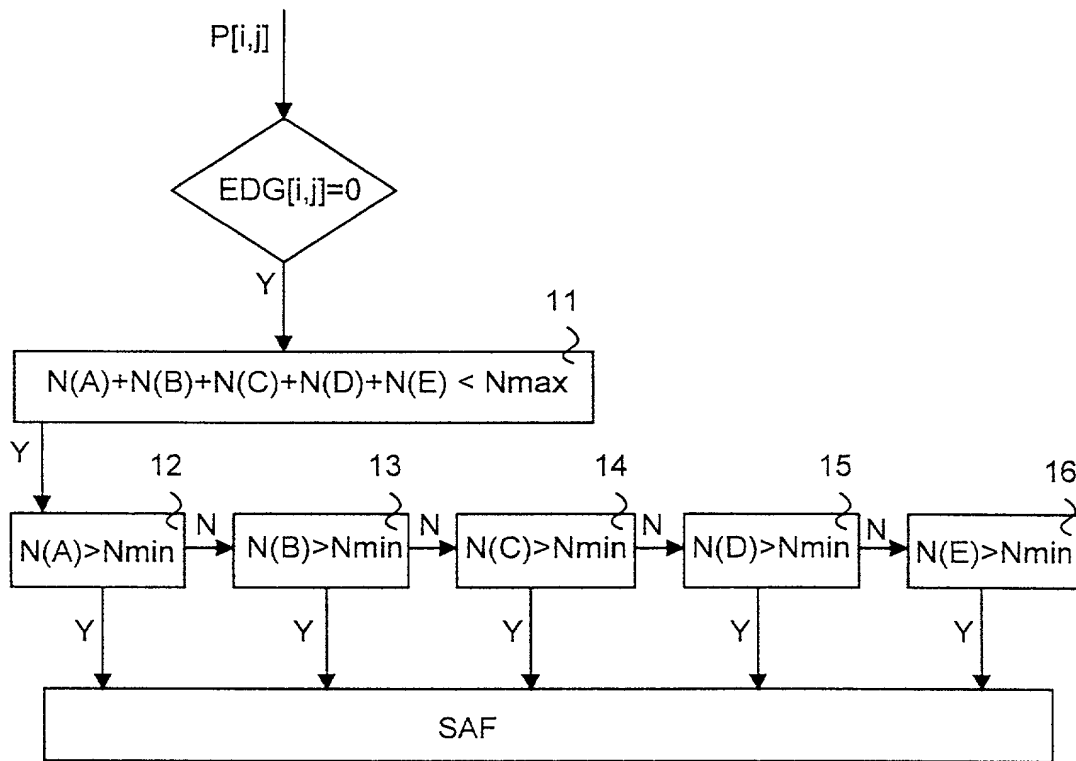 P[i,j]
EDG[i,j]=0
Y
11
N(A)+N(B)+N(C)+N(D)+N(E) < Nmax
Y
12
13
14
15
16
N(A)>Nmin
N
N(B)>Nmin
N
N(C)>Nmin
N
N(D)>Nmin
N
N(E)>Nmin
Y
Y
Y
Y
Y
SAF